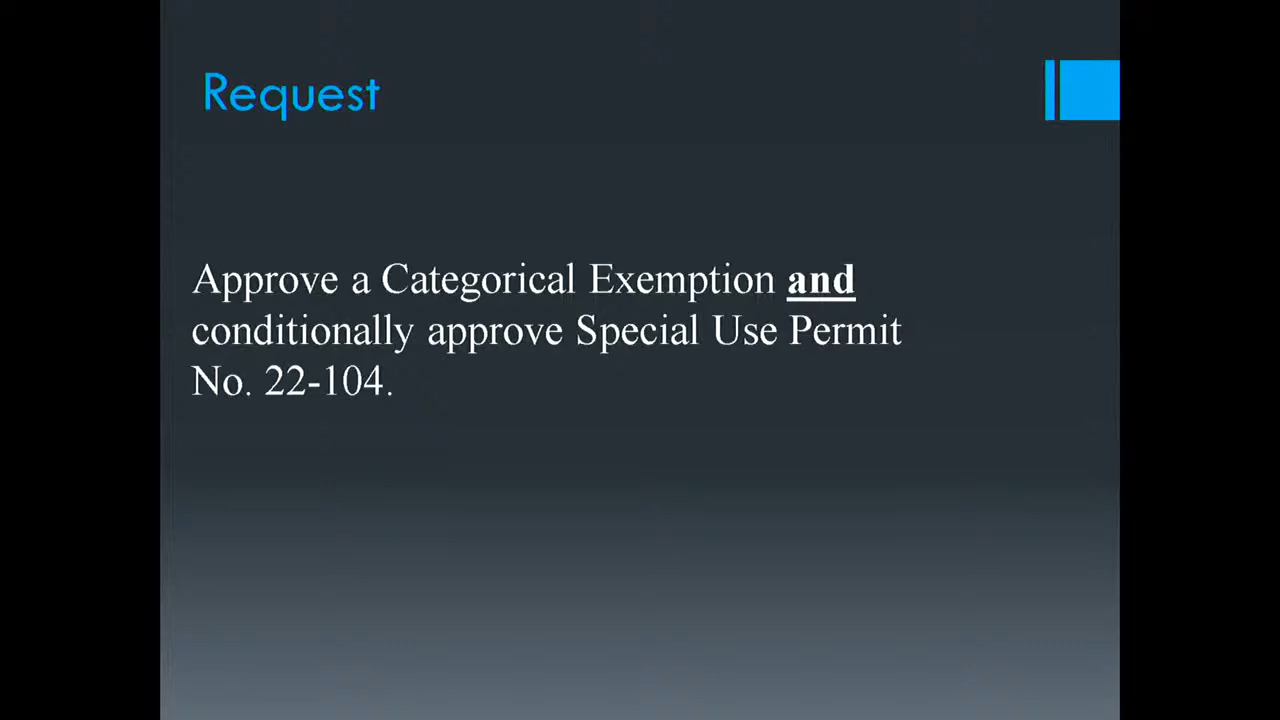 Request
Approve a Categorical Exemption and
conditionally approve Special Use Permit
No. 22-104.